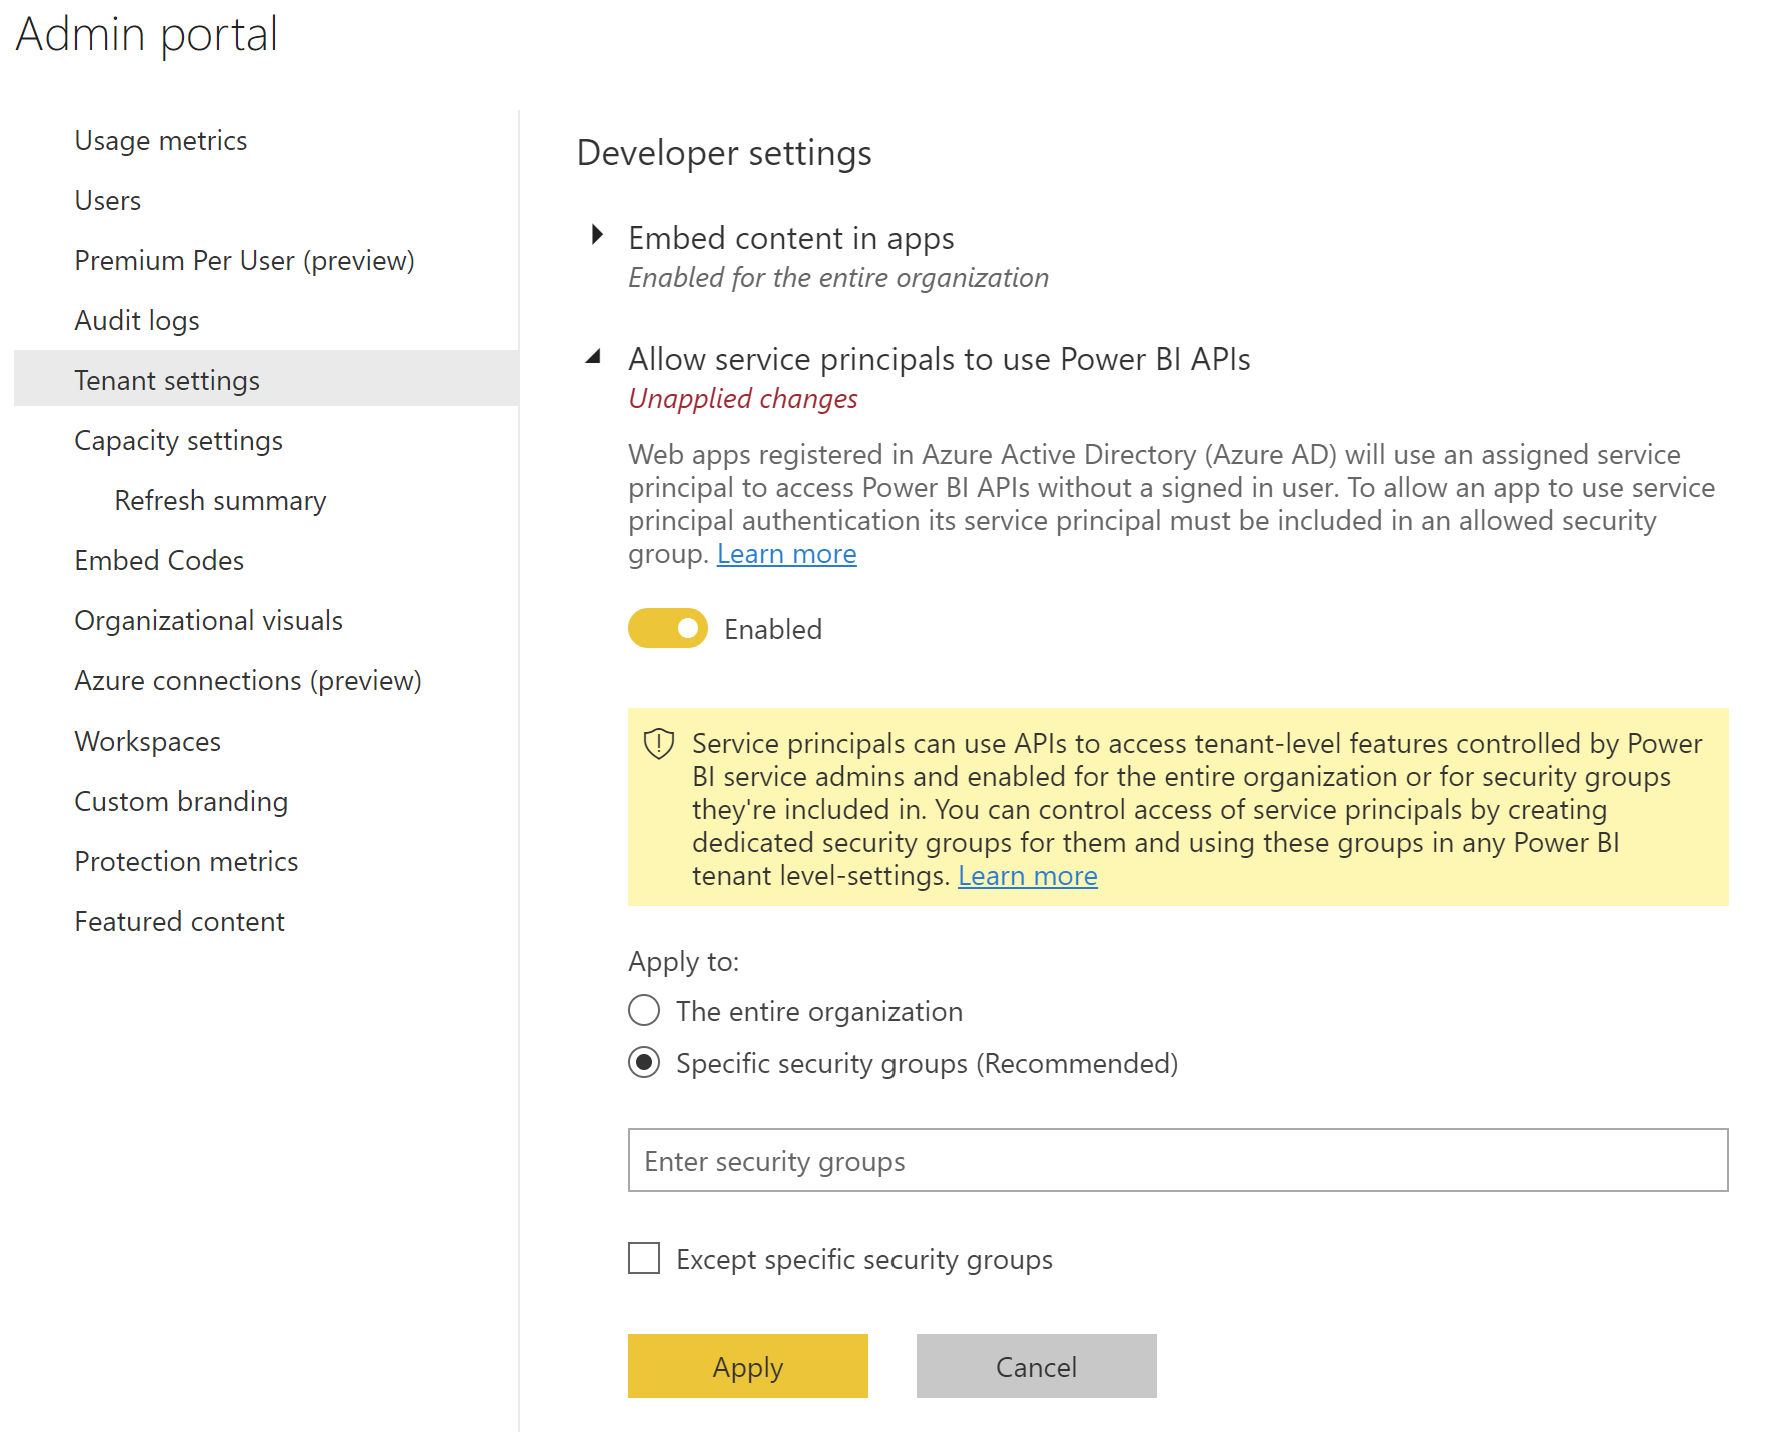 Admin portal
Usage metrics
Users
Premium Per User (preview)
Audit logs
Tenant settings
Capacity settings
Refresh summary
Embed Codes
Organizational visuals
Azure connections (preview)
Workspaces
Custom branding
Protection metrics
Featured content
Developer settings
Embed content in apps
Enabled for the entire organization
Allow service principals to use Power BI APIs
Unapplied changes
Web apps registered in Azure Active Directory (Azure AD) will use an assigned service
principal to access Power BI APIs without a signed in user. To allow an app to use service
principal authentication its service principal must be included in an allowed security
group. Learn more
Enabled
Service principals can use APIs to access tenant-level features controlled by Power
BI service admins and enabled for the entire organization or for security groups
they're included in. You can control access of service principals by creating
dedicated security groups for them and using these groups in any Power BI
tenant level-settings. Learn more
Apply to:
The entire organization
Specific security groups (Recommended)
Enter security groups
Except specific security groups
Apply
Cancel